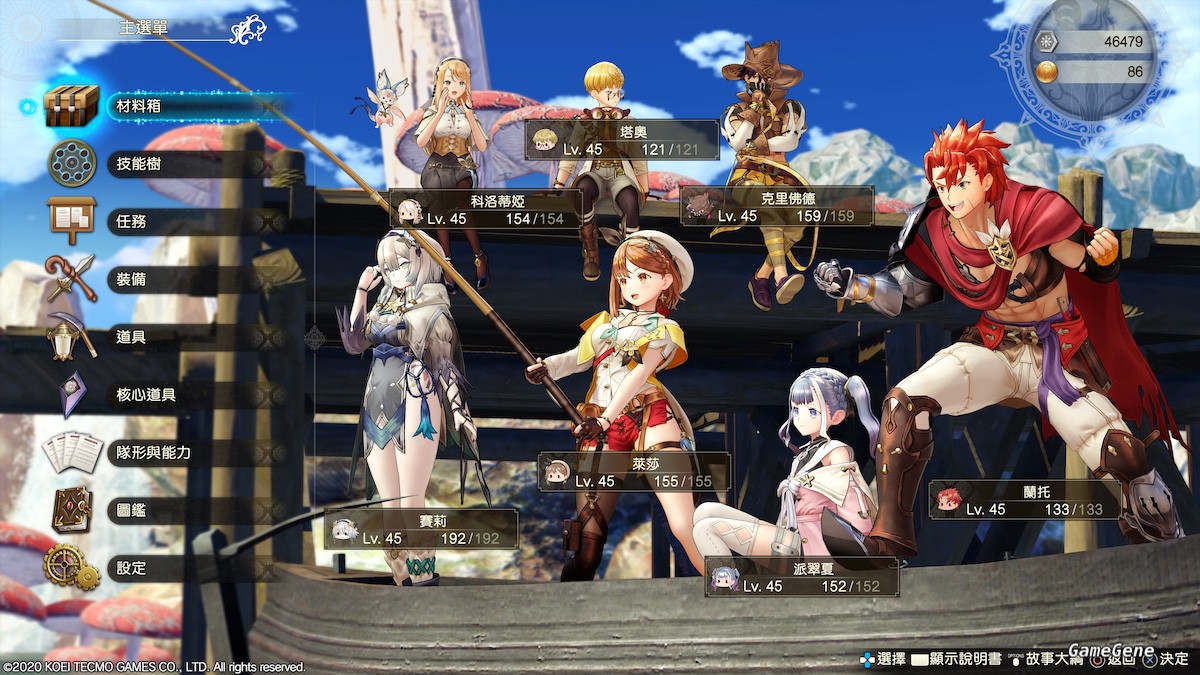 主選單
46479
86
材料箱
技能樹
任務
裝備
道具
核心道具
隊形與能力
圖鑑
設定
塔奧
Lv. 45 121/121
科洛蒂婭
Lv. 45 154/154
克里佛德
Lv. 45 159/159
萊莎
Lv. 45 155/155
蘭托
Lv. 45 133/133
賽莉
Lv. 45 192/192
派翠夏
Lv. 45 152/152
©2020 KOEI TECMO GAMES CO., LTD. All rights reserved.
選擇 顯示說明書 OPTIONS 故事大綱 返回 決定
GameGene